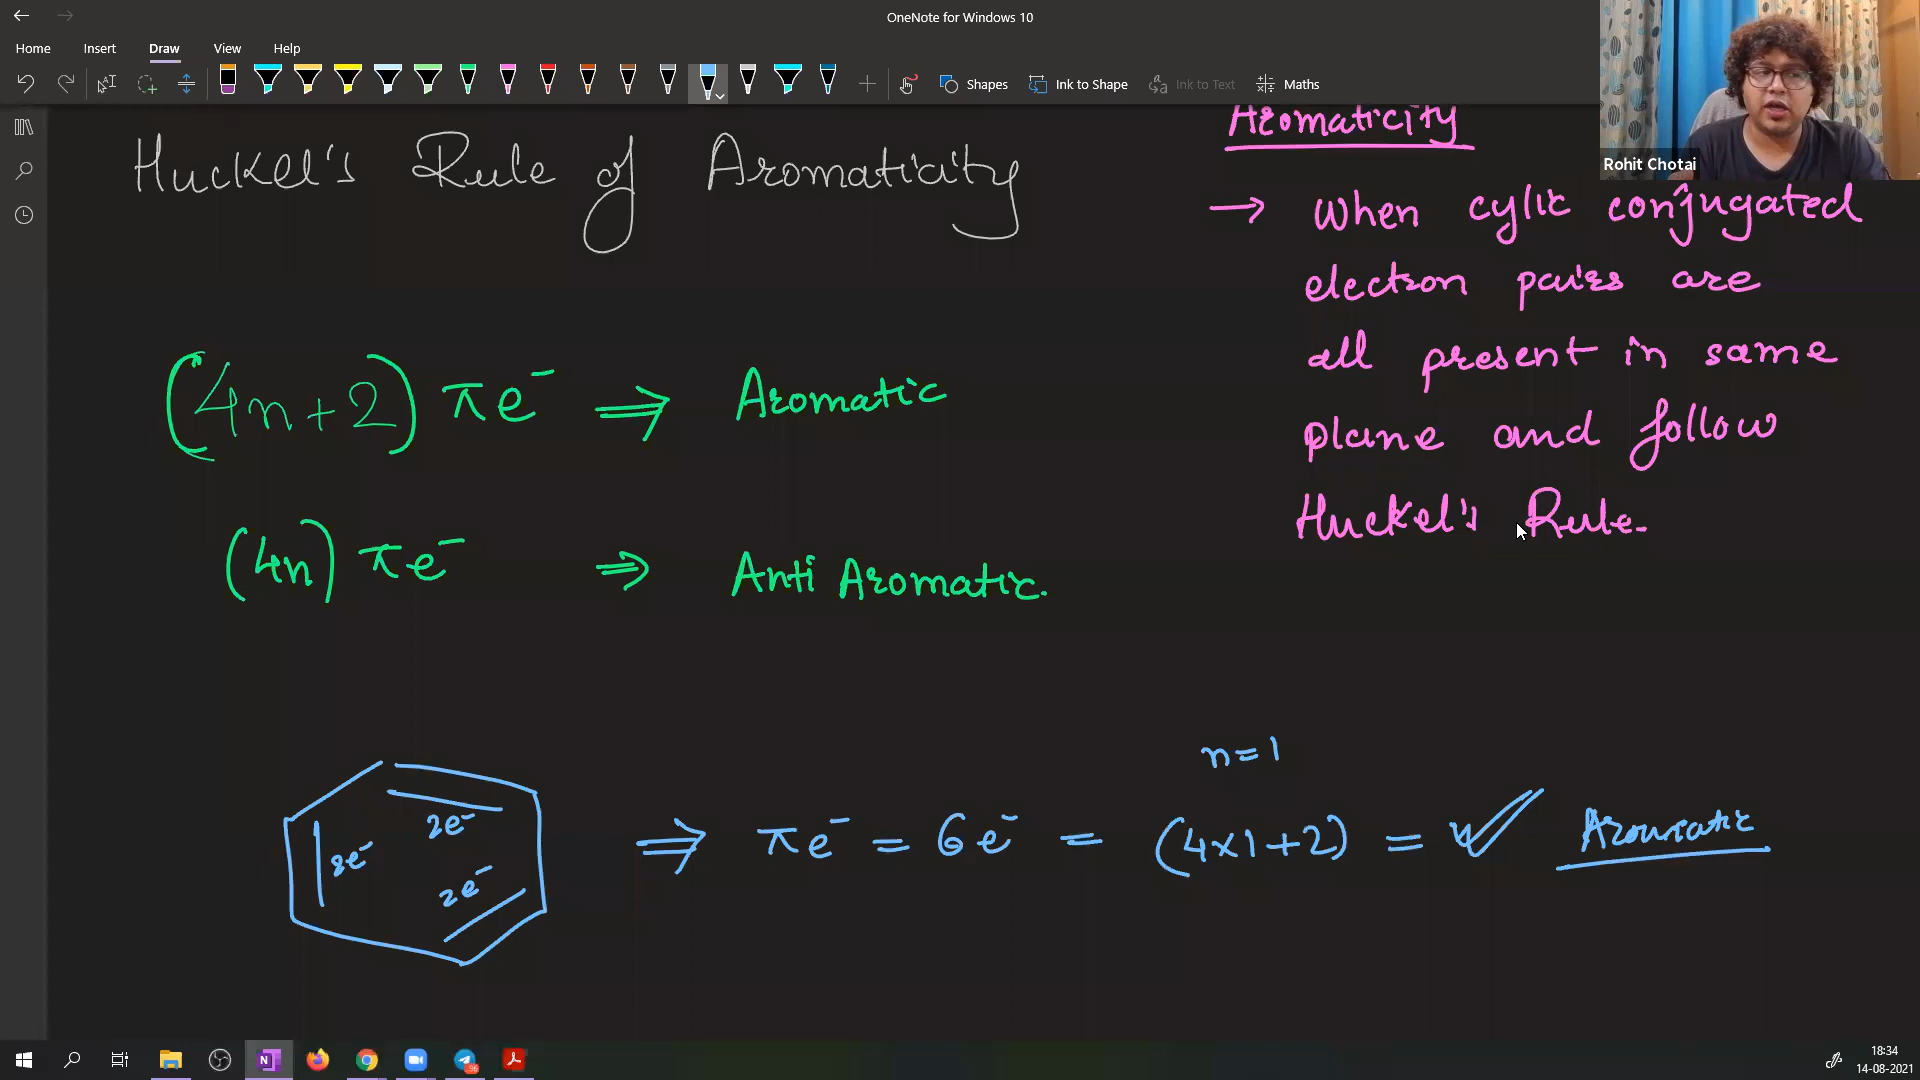 OneNote for Windows 10
Home Insert Draw View Help
Shapes Ink to Shape Ink to Text Maths
Rohit Chotai
Huckel's Rule of Aromaticity
(4n+2) πe⁻ ⇒ Aromatic
(4n) πe⁻ ⇒ Anti Aromatic.
Aromaticity
→ When cylic conjugated
electron pairs are
all present in same
plane and follow
Huckel's Rule.
n=1
2e⁻
2e⁻
⇒ πe⁻ = 6e⁻ = (4×1+2) = ✓ Aromatic
18:34
14-08-2021